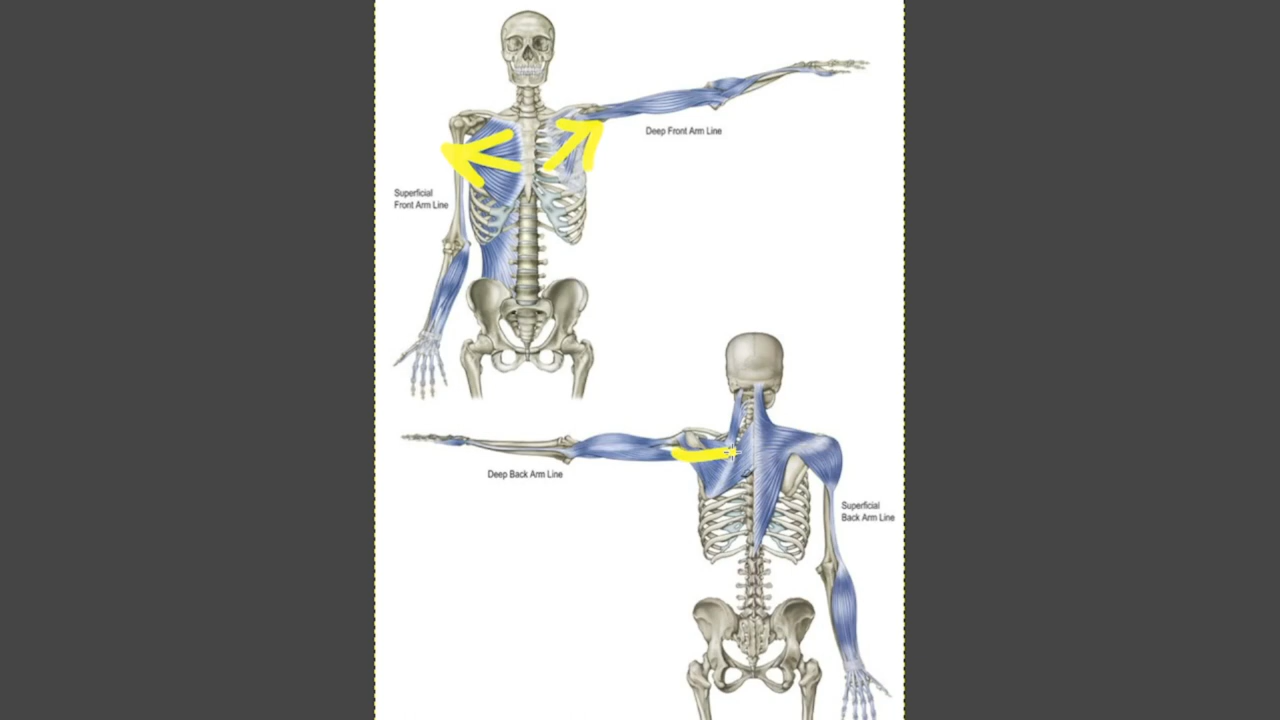 Deep Front Arm Line
Superficial
Front Arm Line
Deep Back Arm Line
Superficial
Back Arm Line